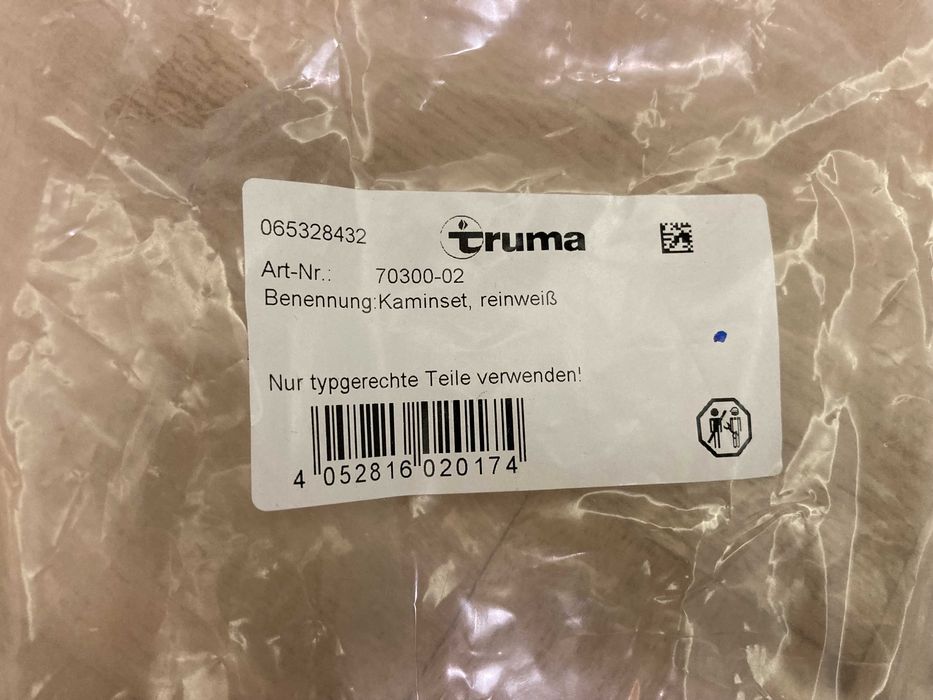 065328432
truma
Art-Nr.: 70300-02
Benennung:Kaminset, reinweiß
Nur typgerechte Teile verwenden!
4 052816 020174